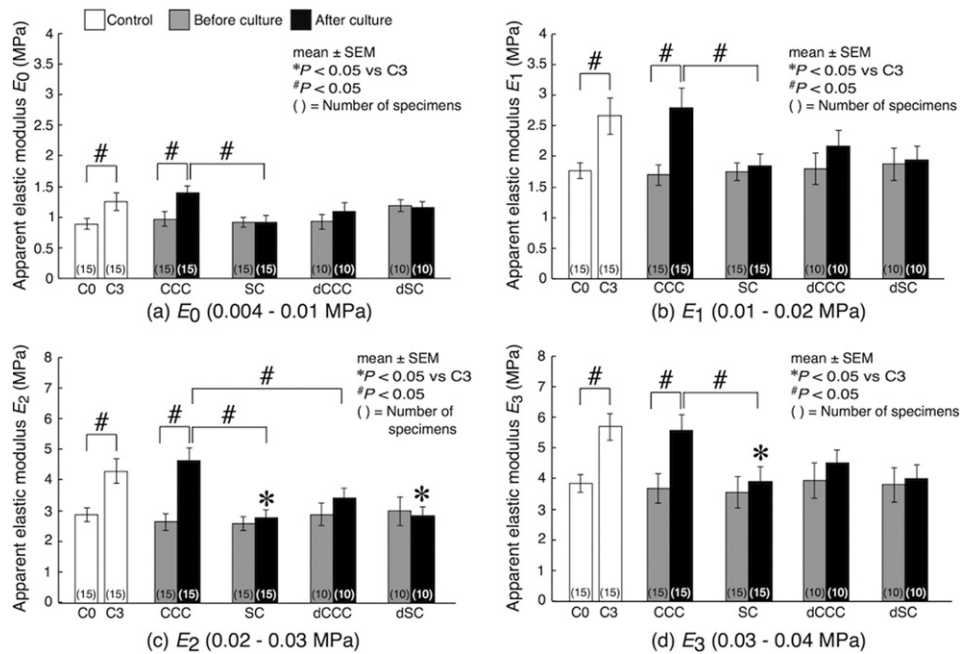 Control Before culture After culture
Apparent elastic modulus E0 (MPa)
4
3.5
3
2.5
2
1.5
1
0.5
0
mean ± SEM
*P < 0.05 vs C3
#P < 0.05
( ) = Number of specimens
# # #
(15) (15) (15) (15) (15) (15) (10) (10) (10) (10)
C0 C3 CCC SC dCCC dSC
(a) E0 (0.004 - 0.01 MPa)
Apparent elastic modulus E1 (MPa)
4
3.5
3
2.5
2
1.5
1
0.5
0
mean ± SEM
*P < 0.05 vs C3
#P < 0.05
( ) = Number of specimens
# # #
(15) (15) (15) (15) (15) (15) (10) (10) (10) (10)
C0 C3 CCC SC dCCC dSC
(b) E1 (0.01 - 0.02 MPa)
Apparent elastic modulus E2 (MPa)
8
7
6
5
4
3
2
1
0
mean ± SEM
*P < 0.05 vs C3
#P < 0.05
( ) = Number of
specimens
#
# # #
* *
(15) (15) (15) (15) (15) (15) (10) (10) (10) (10)
C0 C3 CCC SC dCCC dSC
(c) E2 (0.02 - 0.03 MPa)
Apparent elastic modulus E3 (MPa)
8
7
6
5
4
3
2
1
0
mean ± SEM
*P < 0.05 vs C3
#P < 0.05
( ) = Number of specimens
# # #
*
(15) (15) (15) (15) (15) (15) (10) (10) (10) (10)
C0 C3 CCC SC dCCC dSC
(d) E3 (0.03 - 0.04 MPa)